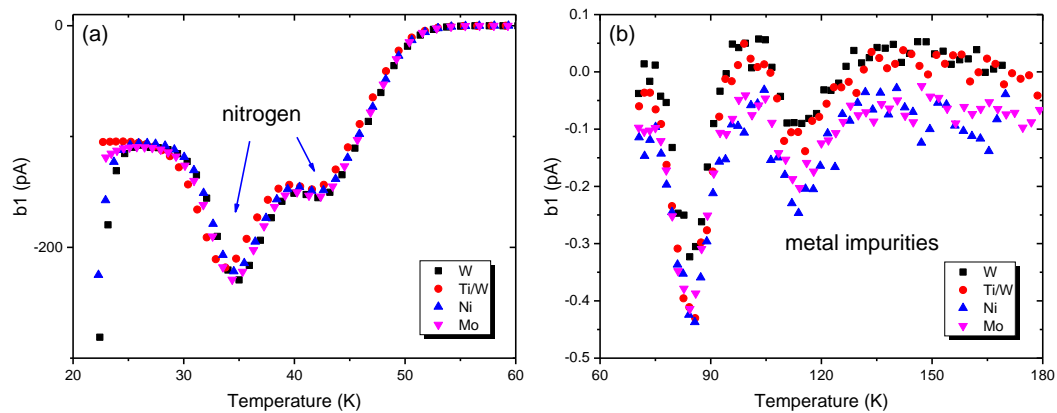 (a)
nitrogen
b1 (pA)
0
-200
W
Ti/W
Ni
Mo
20 30 40 50 60
Temperature (K)
(b)
metal impurities
b1 (pA)
0.1
0.0
-0.1
-0.2
-0.3
-0.4
-0.5
W
Ti/W
Ni
Mo
60 90 120 150 180
Temperature (K)